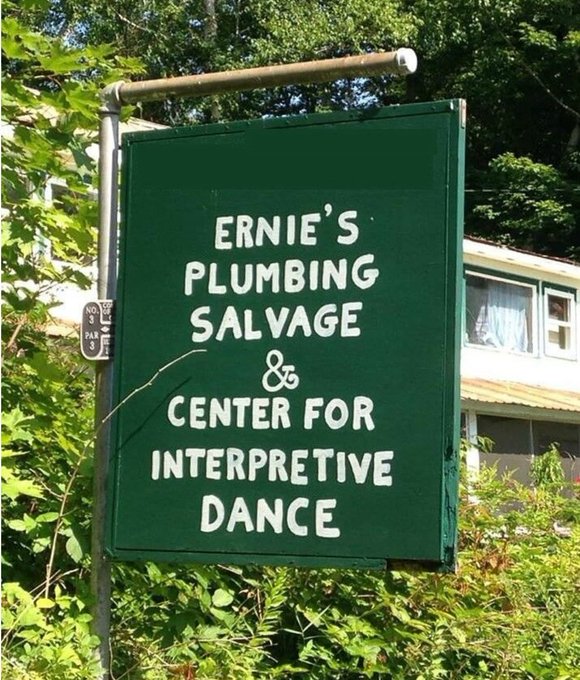 ERNIE'S
PLUMBING
SALVAGE
&
CENTER FOR
INTERPRETIVE
DANCE
NO.
3
PAR
3